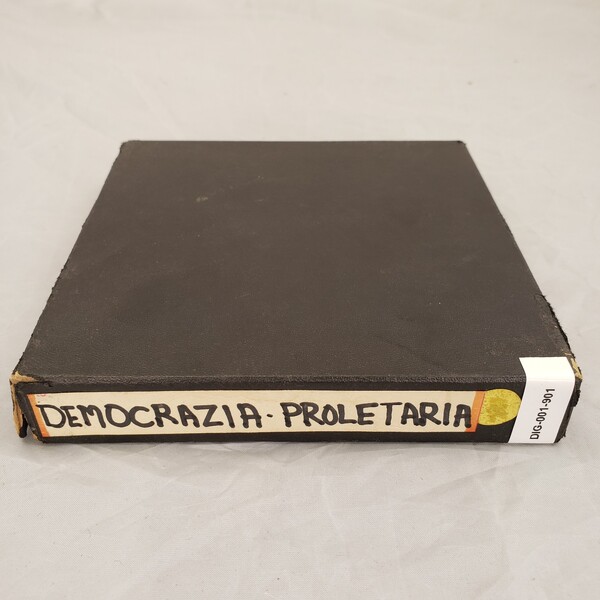 DEMOCRAZIA · PROLETARIA
DIG-001-901